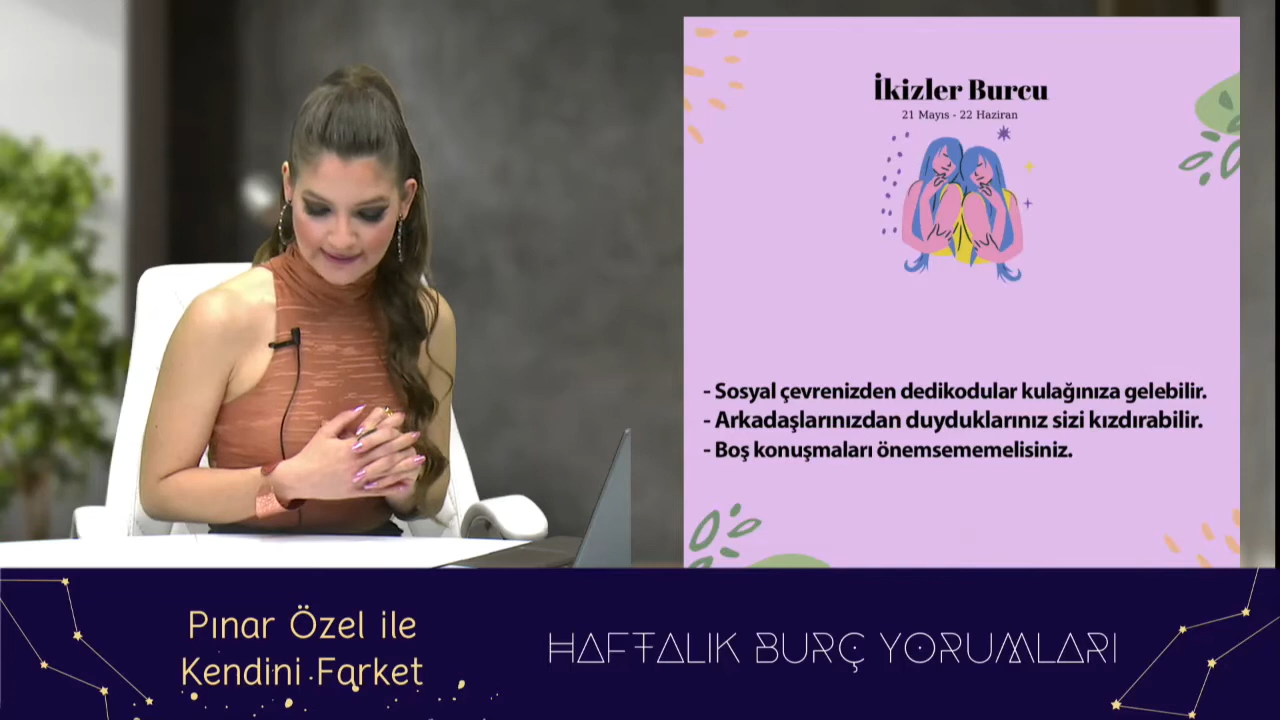 İkizler Burcu
21 Mayıs - 22 Haziran
- Sosyal çevrenizden dedikodular kulağınıza gelebilir.
- Arkadaşlarınızdan duyduklarınız sizi kızdırabilir.
- Boş konuşmaları önemsememelisiniz.
Pınar Özel ile
Kendini Farket
HAFTALIK BURÇ YORUMLARI